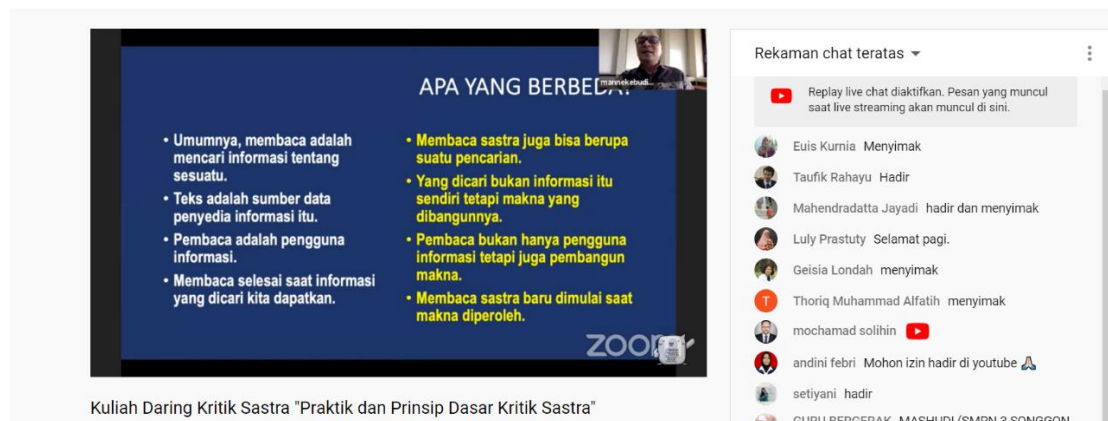 APA YANG BERBEDA?
mannekebudi...
• Umumnya, membaca adalah
mencari informasi tentang
sesuatu.
• Teks adalah sumber data
penyedia informasi itu.
• Pembaca adalah pengguna
informasi.
• Membaca selesai saat informasi
yang dicari kita dapatkan.
• Membaca sastra juga bisa berupa
suatu pencarian.
• Yang dicari bukan informasi itu
sendiri tetapi makna yang
dibangunnya.
• Pembaca bukan hanya pengguna
informasi tetapi juga pembangun
makna.
• Membaca sastra baru dimulai saat
makna diperoleh.
zoom
Kuliah Daring Kritik Sastra "Praktik dan Prinsip Dasar Kritik Sastra"
Rekaman chat teratas
Replay live chat diaktifkan. Pesan yang muncul
saat live streaming akan muncul di sini.
Euis Kurnia Menyimak
Taufik Rahayu Hadir
Mahendradatta Jayadi hadir dan menyimak
Luly Prastuty Selamat pagi.
Geisia Londah menyimak
T Thoriq Muhammad Alfatih menyimak
mochamad solihin
andini febri Mohon izin hadir di youtube 🙏
setiyani hadir
GURU BERGERAK MASHUDI (SMPN 3 SONGGON